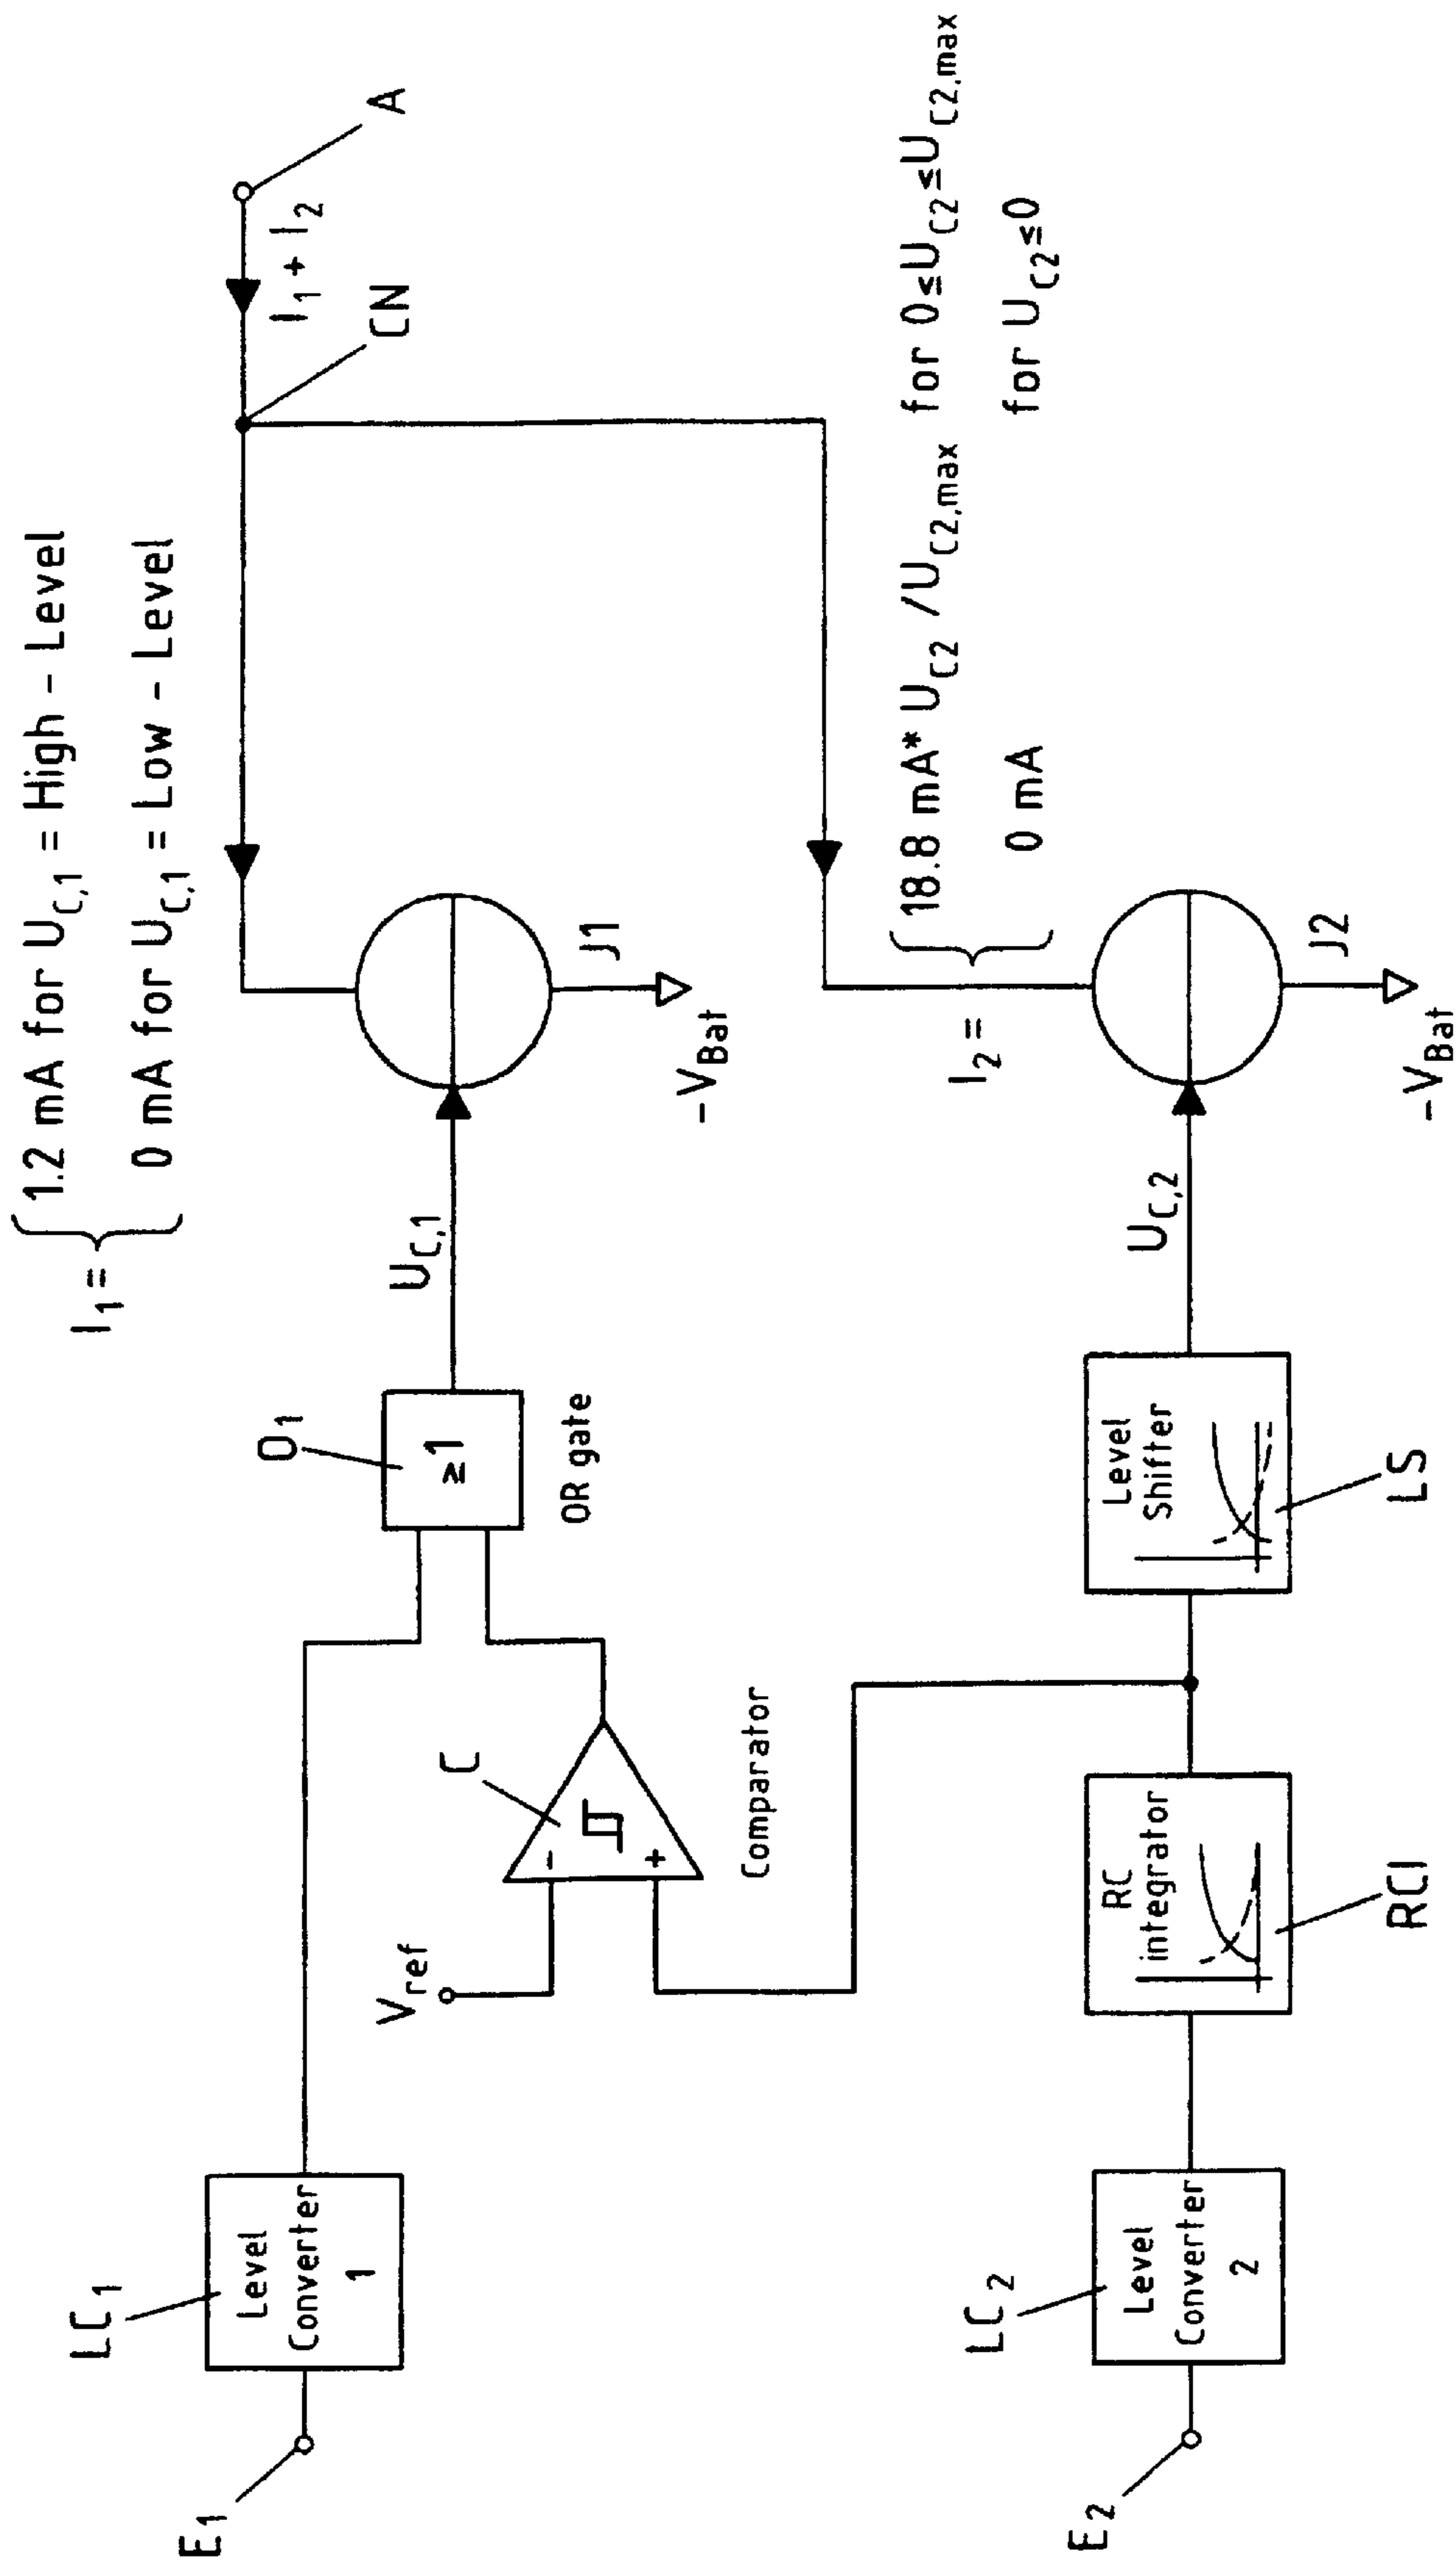 I1 =
1.2 mA for UC,1 = High - Level
0 mA for UC,1 = Low - Level
A
I1 + I2
CN
J1
-VBat
UC,1
O1
≥1
OR gate
C
-
+
Comparator
Vref
LC1
Level
Converter
1
E1
I2 =
18.8 mA* UC2 /UC2,max for 0≤UC2≤UC2,max
0 mA for UC2≤0
J2
-VBat
UC,2
Level
Shifter
LS
RC
integrator
RCI
LC2
Level
Converter
2
E2